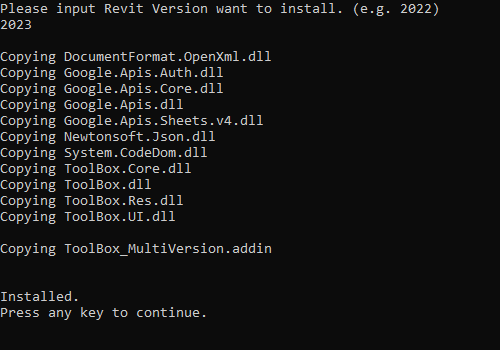 Please input Revit Version want to install. (e.g. 2022)
2023
Copying DocumentFormat.OpenXml.dll
Copying Google.Apis.Auth.dll
Copying Google.Apis.Core.dll
Copying Google.Apis.dll
Copying Google.Apis.Sheets.v4.dll
Copying Newtonsoft.Json.dll
Copying System.CodeDom.dll
Copying ToolBox.Core.dll
Copying ToolBox.dll
Copying ToolBox.Res.dll
Copying ToolBox.UI.dll
Copying ToolBox_MultiVersion.addin
Installed.
Press any key to continue.